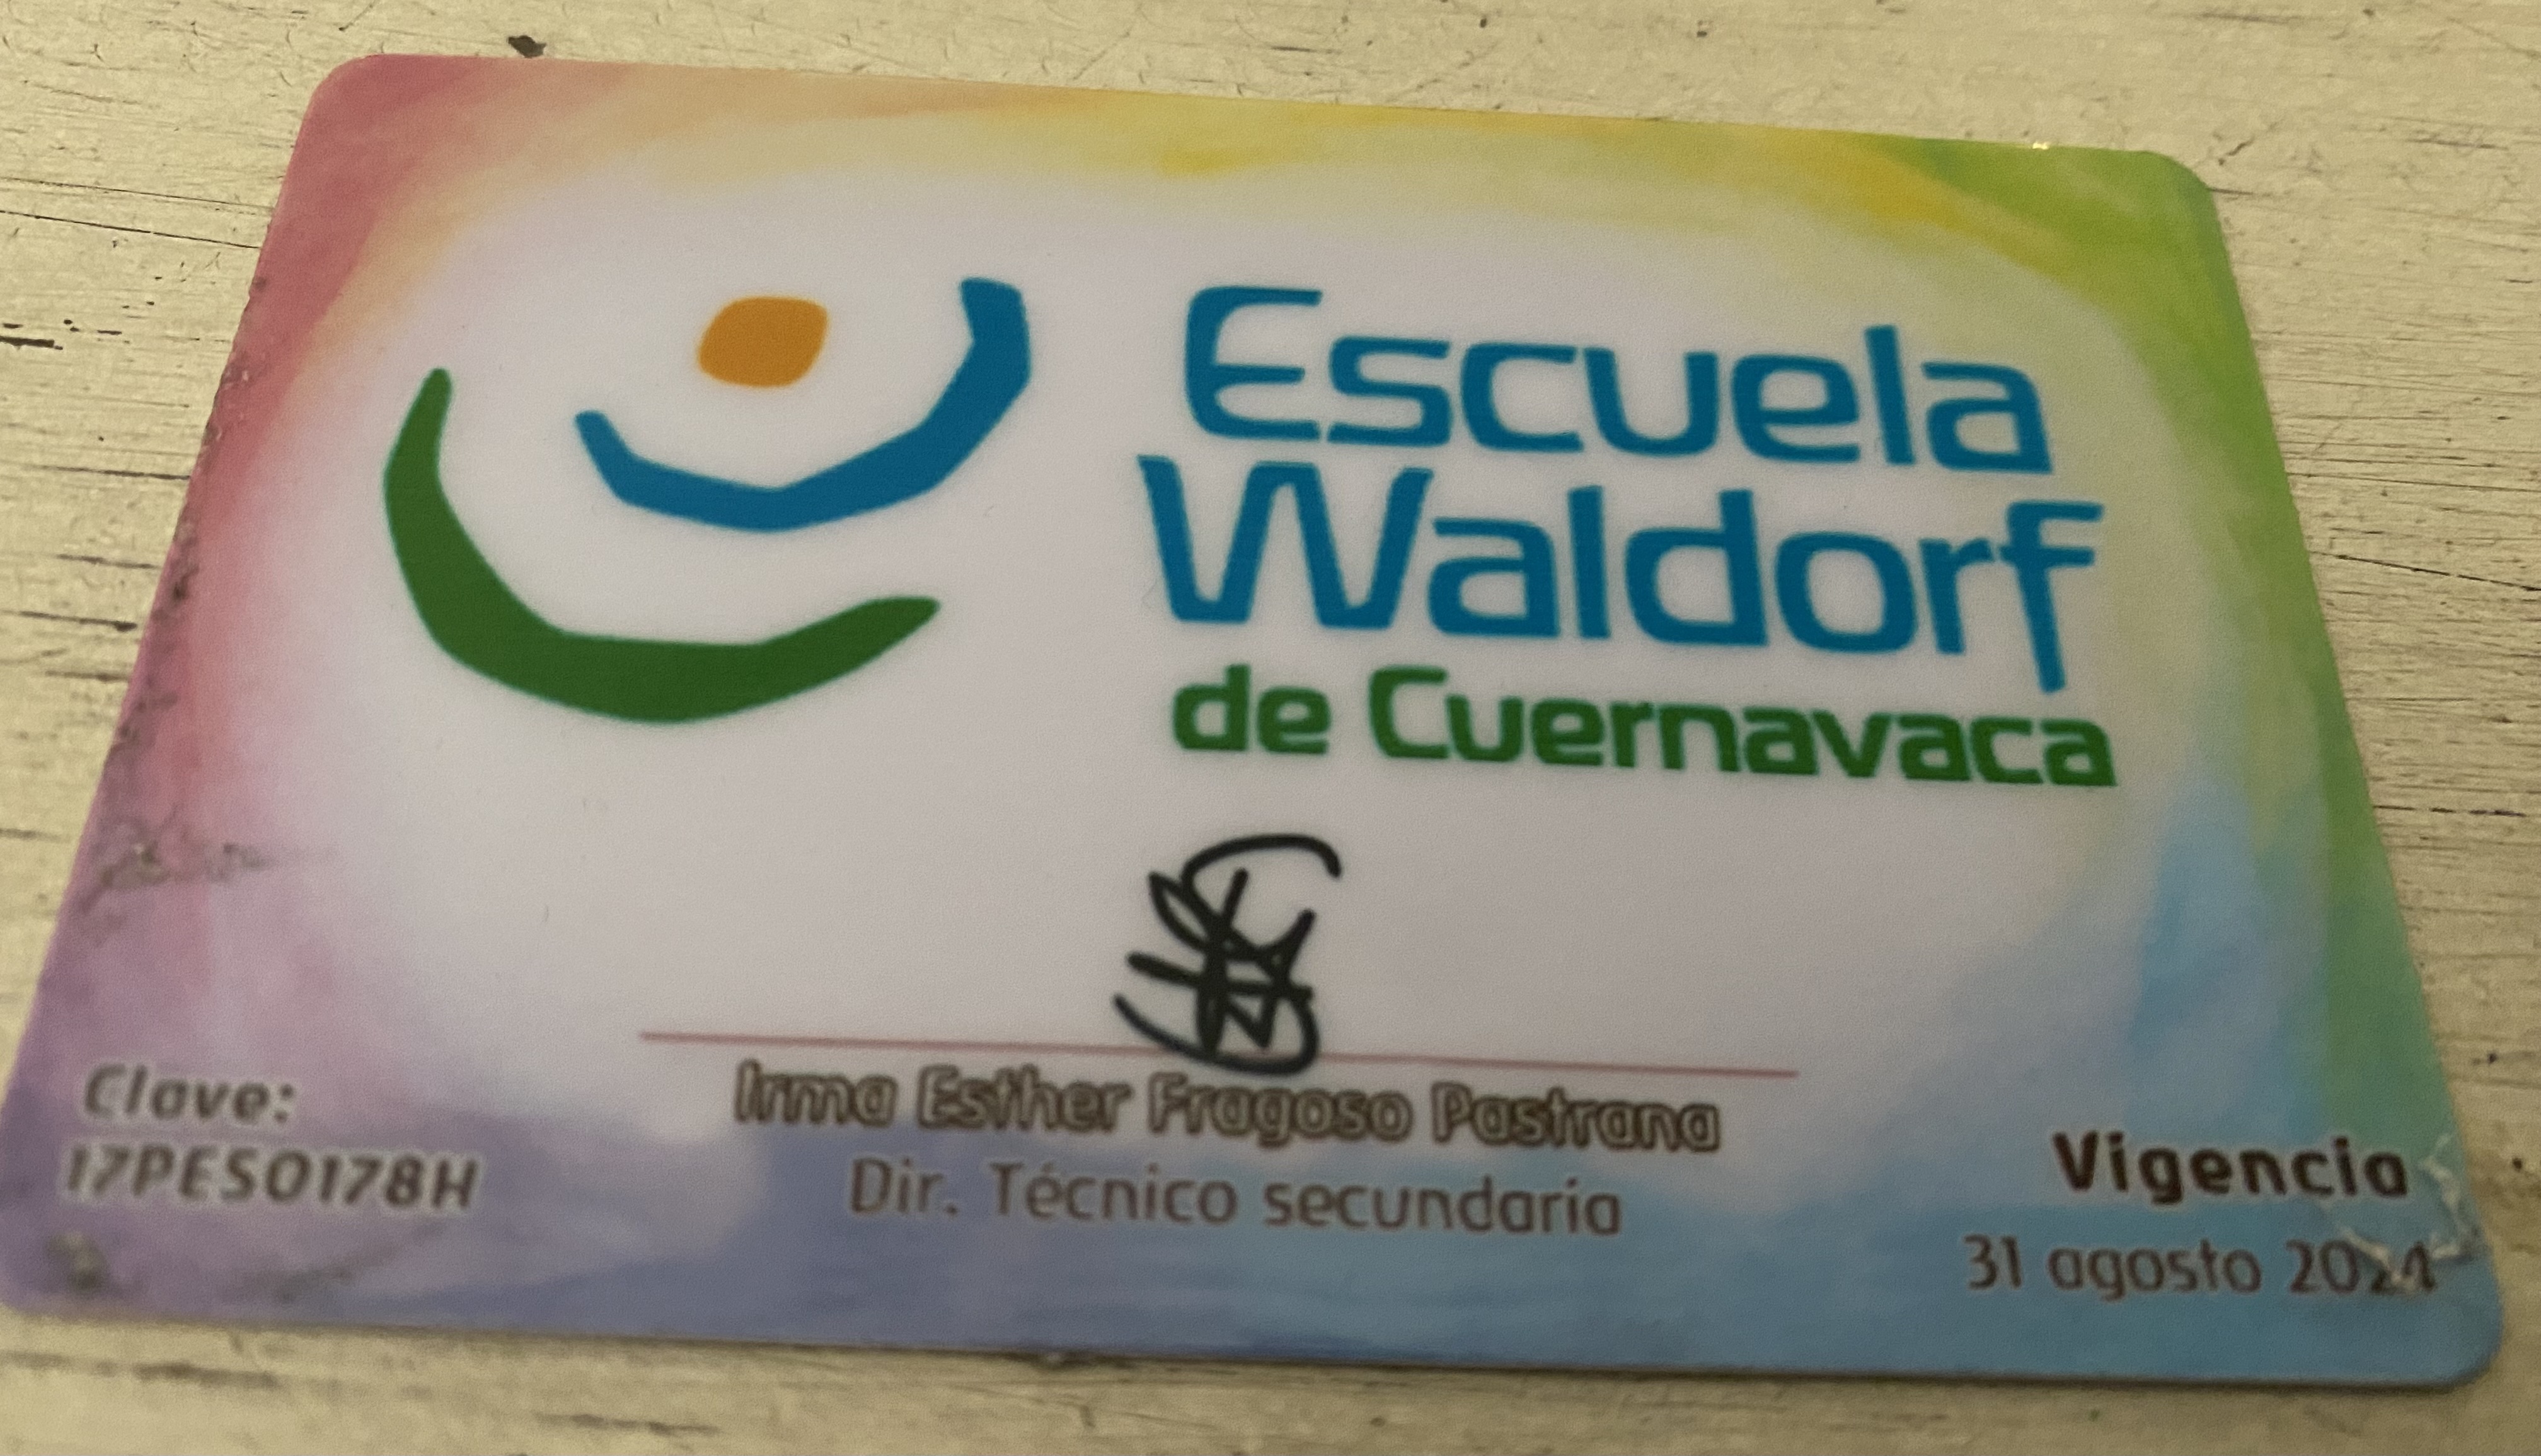 Escuela
Waldorf
de Cuernavaca
Irma Esther Fragoso Pastrana
Dir. Técnico secundaria
Clave:
17PES0178H
Vigencia
31 agosto 2024